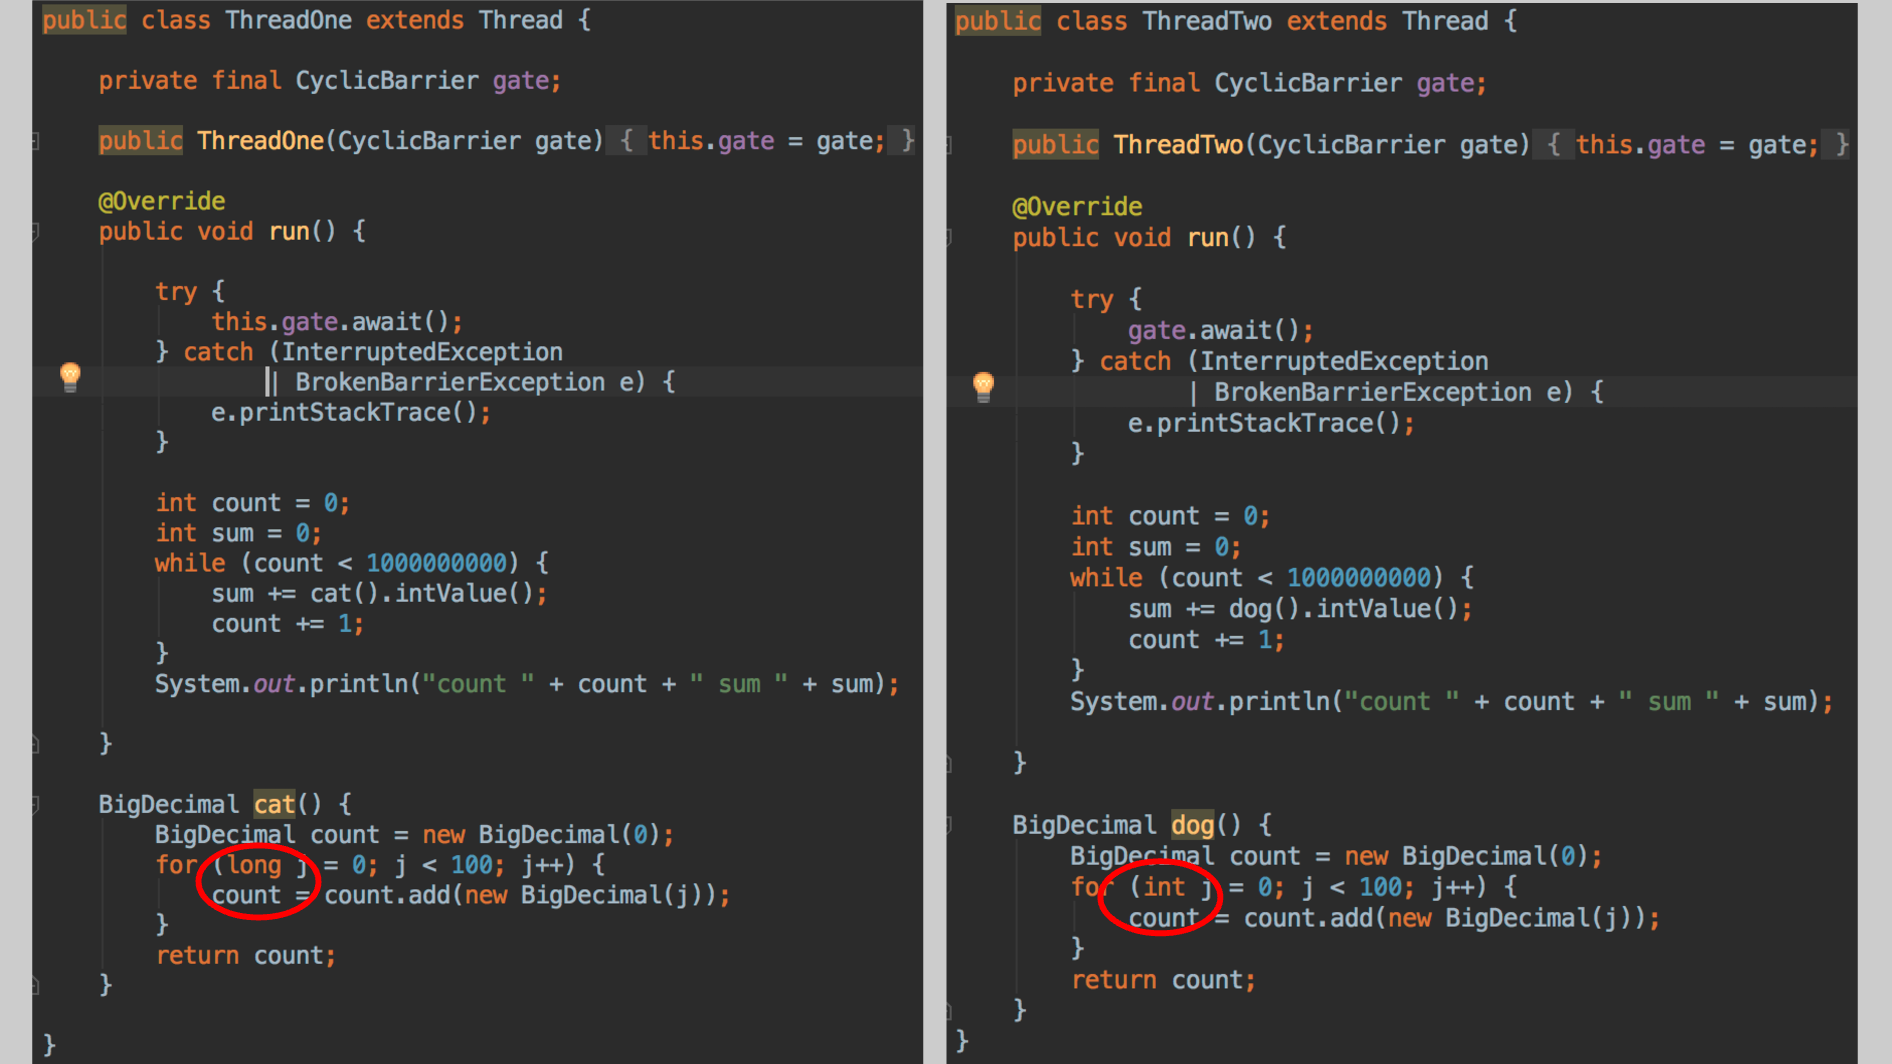 public class ThreadOne extends Thread {
private final CyclicBarrier gate;
public ThreadOne(CyclicBarrier gate) { this.gate = gate; }
@Override
public void run() {
try {
this.gate.await();
} catch (InterruptedException
| BrokenBarrierException e) {
e.printStackTrace();
}
int count = 0;
int sum = 0;
while (count < 1000000000) {
sum += cat().intValue();
count += 1;
}
System.out.println("count " + count + " sum " + sum);
}
BigDecimal cat() {
BigDecimal count = new BigDecimal(0);
for (long j = 0; j < 100; j++) {
count = count.add(new BigDecimal(j));
}
return count;
}
}
public class ThreadTwo extends Thread {
private final CyclicBarrier gate;
public ThreadTwo(CyclicBarrier gate) { this.gate = gate; }
@Override
public void run() {
try {
gate.await();
} catch (InterruptedException
| BrokenBarrierException e) {
e.printStackTrace();
}
int count = 0;
int sum = 0;
while (count < 1000000000) {
sum += dog().intValue();
count += 1;
}
System.out.println("count " + count + " sum " + sum);
}
BigDecimal dog() {
BigDecimal count = new BigDecimal(0);
for (int j = 0; j < 100; j++) {
count = count.add(new BigDecimal(j));
}
return count;
}
}